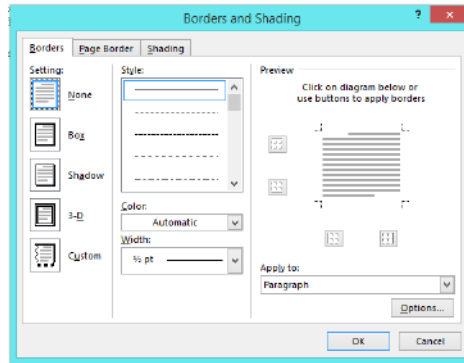 Borders and Shading
? x
Borders Page Border Shading
Setting:
None
Box
Shadow
3-D
Custom
Style:
Color:
Automatic
Width:
½ pt
Preview
Click on diagram below or
use buttons to apply borders
Apply to:
Paragraph
Options...
OK Cancel